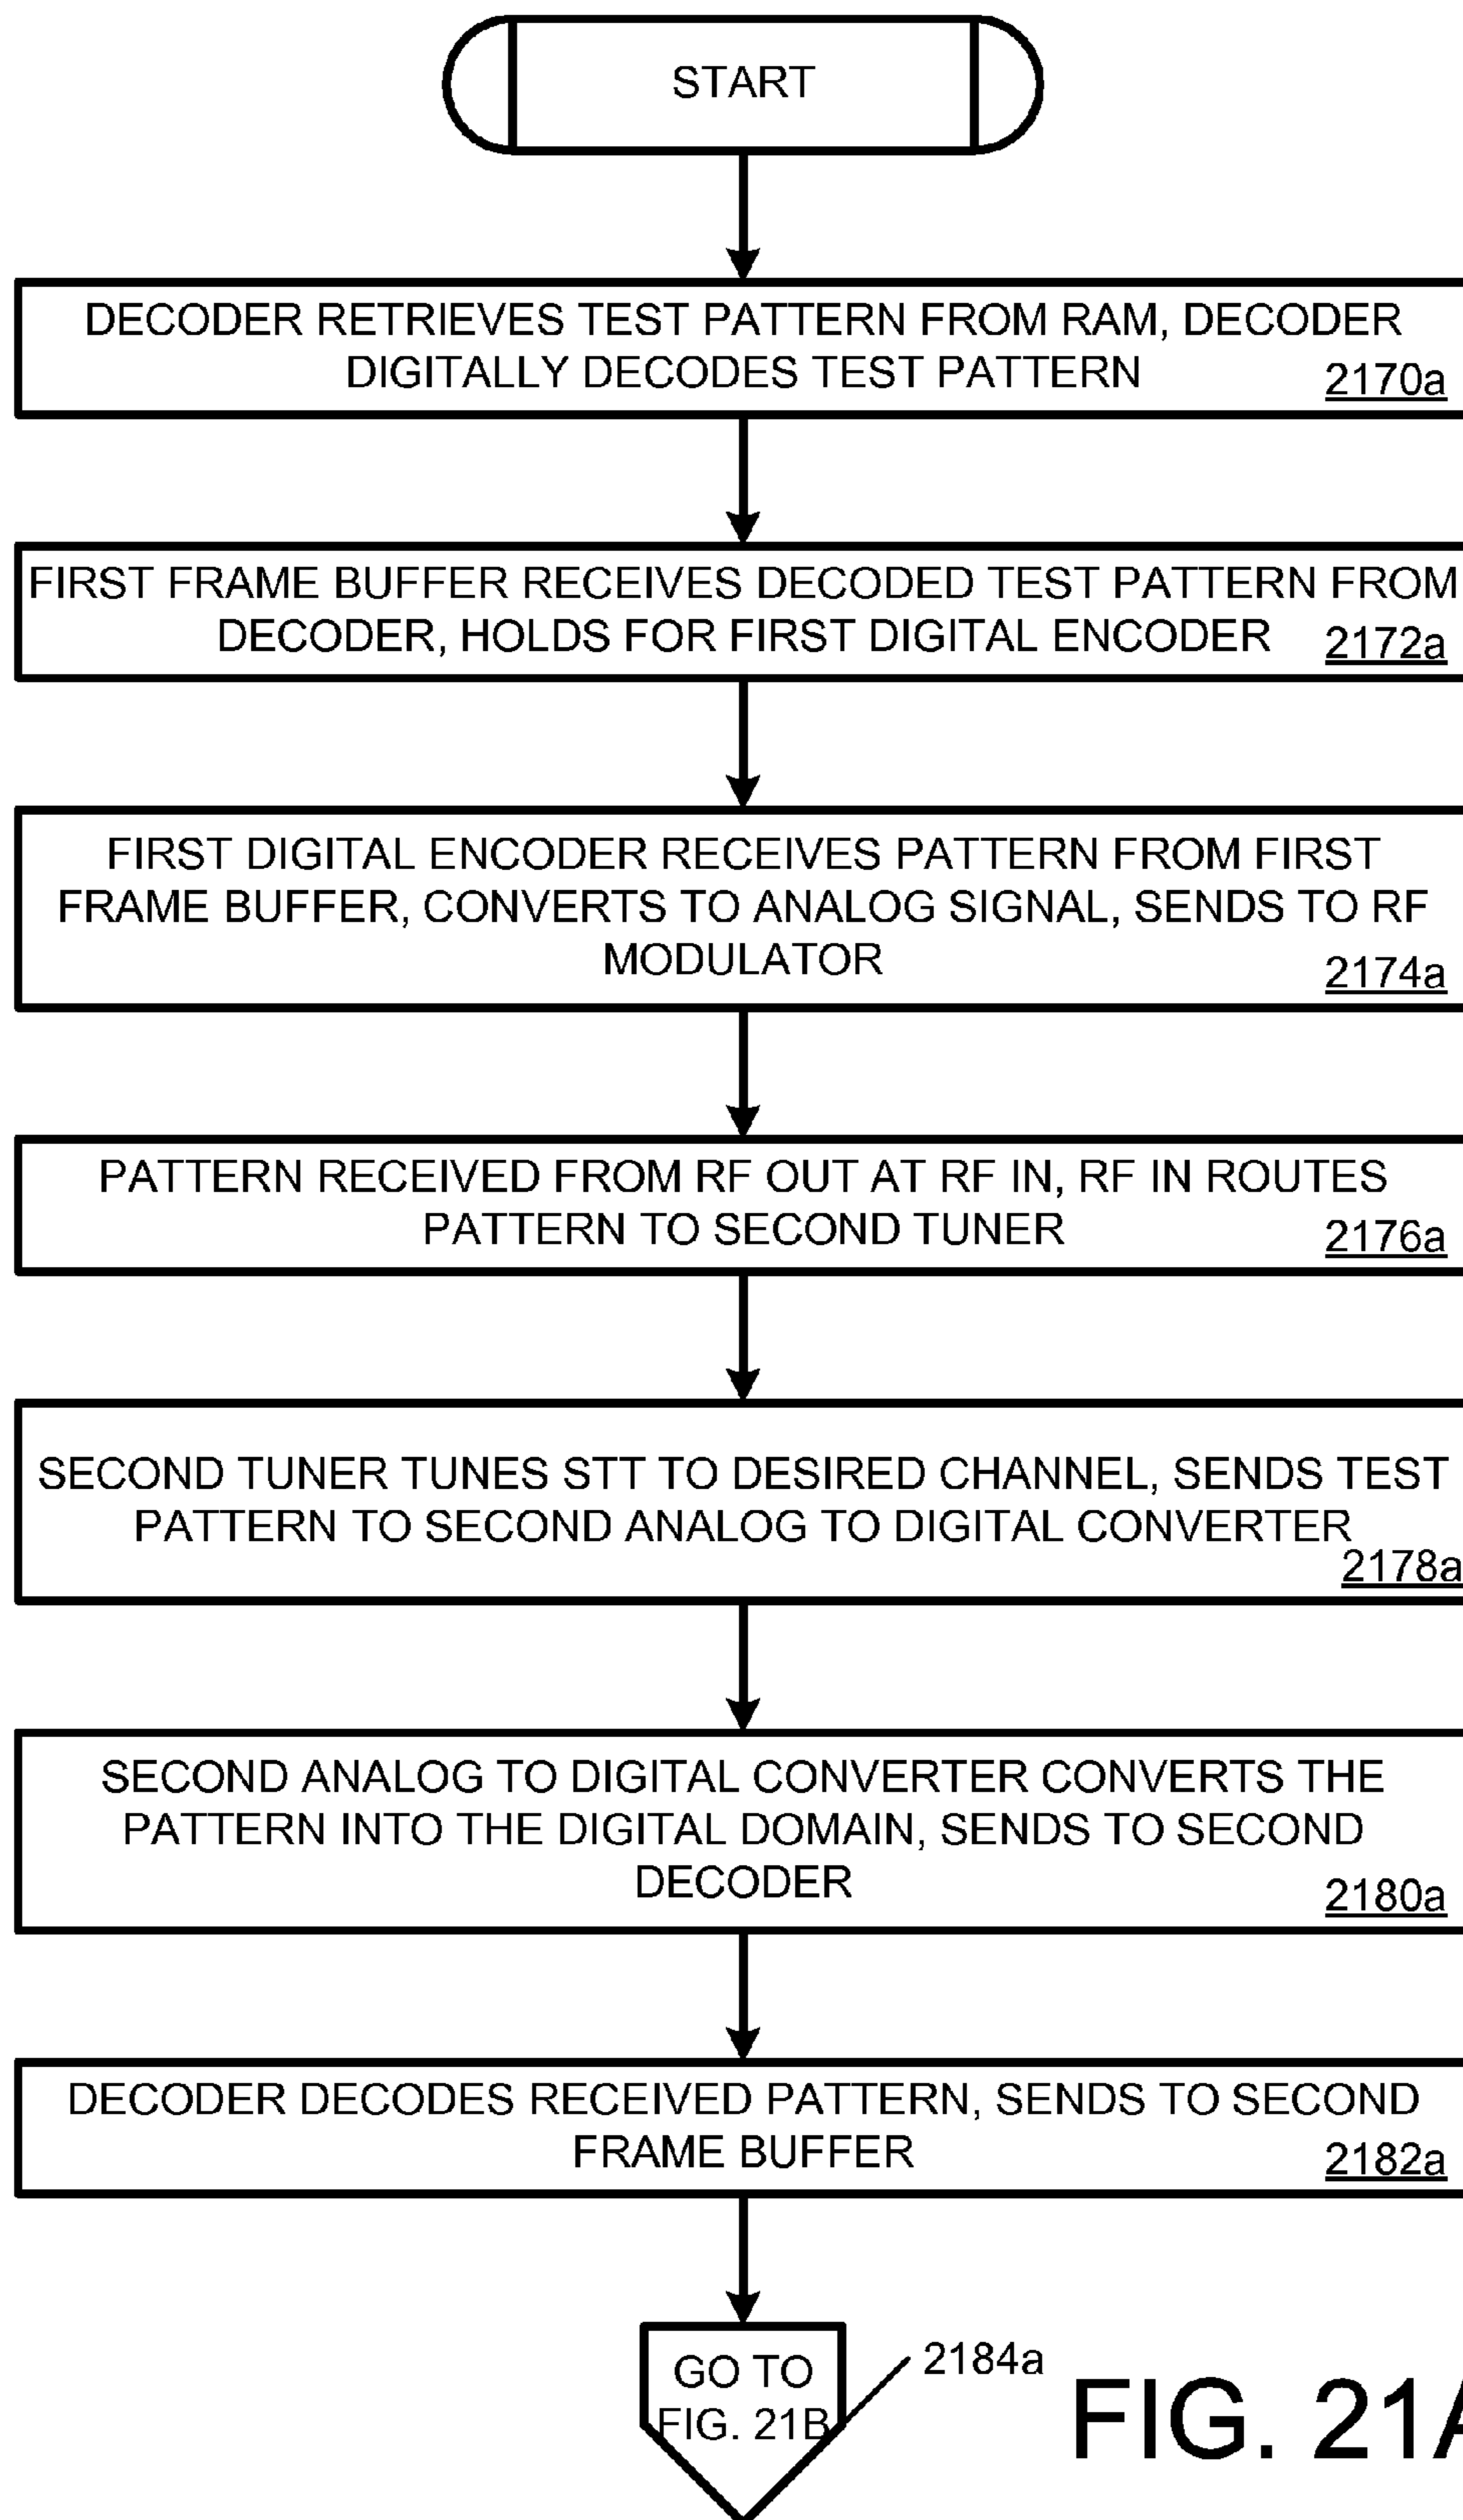 START
DECODER RETRIEVES TEST PATTERN FROM RAM, DECODER
DIGITALLY DECODES TEST PATTERN
2170a
FIRST FRAME BUFFER RECEIVES DECODED TEST PATTERN FROM
DECODER, HOLDS FOR FIRST DIGITAL ENCODER
2172a
FIRST DIGITAL ENCODER RECEIVES PATTERN FROM FIRST
FRAME BUFFER, CONVERTS TO ANALOG SIGNAL, SENDS TO RF
MODULATOR
2174a
PATTERN RECEIVED FROM RF OUT AT RF IN, RF IN ROUTES
PATTERN TO SECOND TUNER
2176a
SECOND TUNER TUNES STT TO DESIRED CHANNEL, SENDS TEST
PATTERN TO SECOND ANALOG TO DIGITAL CONVERTER
2178a
SECOND ANALOG TO DIGITAL CONVERTER CONVERTS THE
PATTERN INTO THE DIGITAL DOMAIN, SENDS TO SECOND
DECODER
2180a
DECODER DECODES RECEIVED PATTERN, SENDS TO SECOND
FRAME BUFFER
2182a
GO TO
FIG. 21B
2184a
FIG. 21A